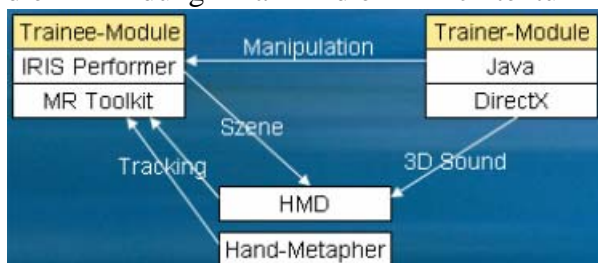 Trainee-Module
IRIS Performer
MR Toolkit
Manipulation
Trainer-Module
Java
DirectX
Szene
Tracking
3D Sound
HMD
Hand-Metapher